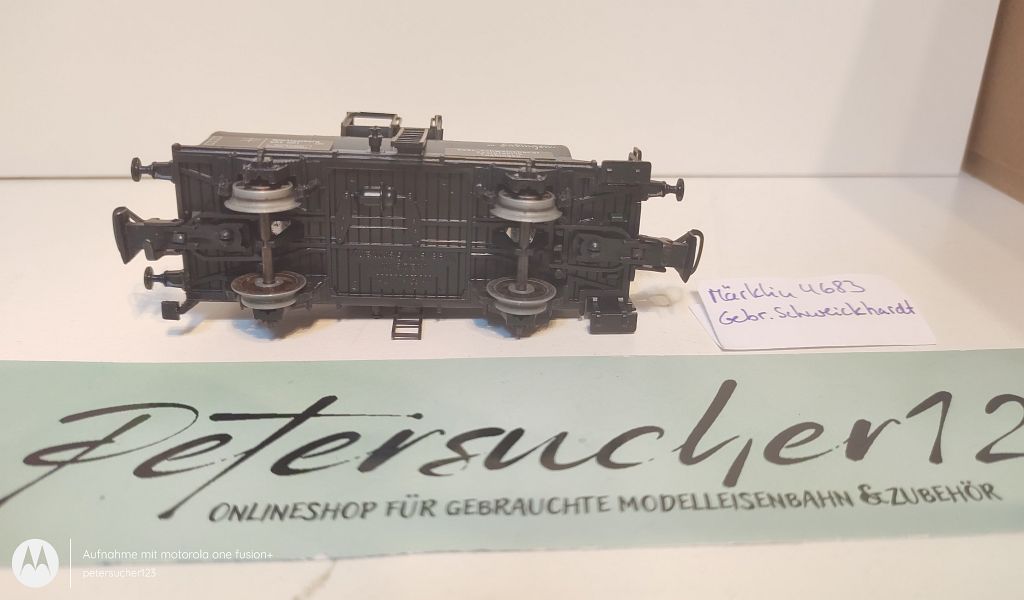 Märklin 4683
Gebr. Schweickhardt
Petersucher12
ONLINESHOP FÜR GEBRAUCHTE MODELLEISENBAHN & ZUBEHÖR
Aufnahme mit motorola one fusion+
petersucher123